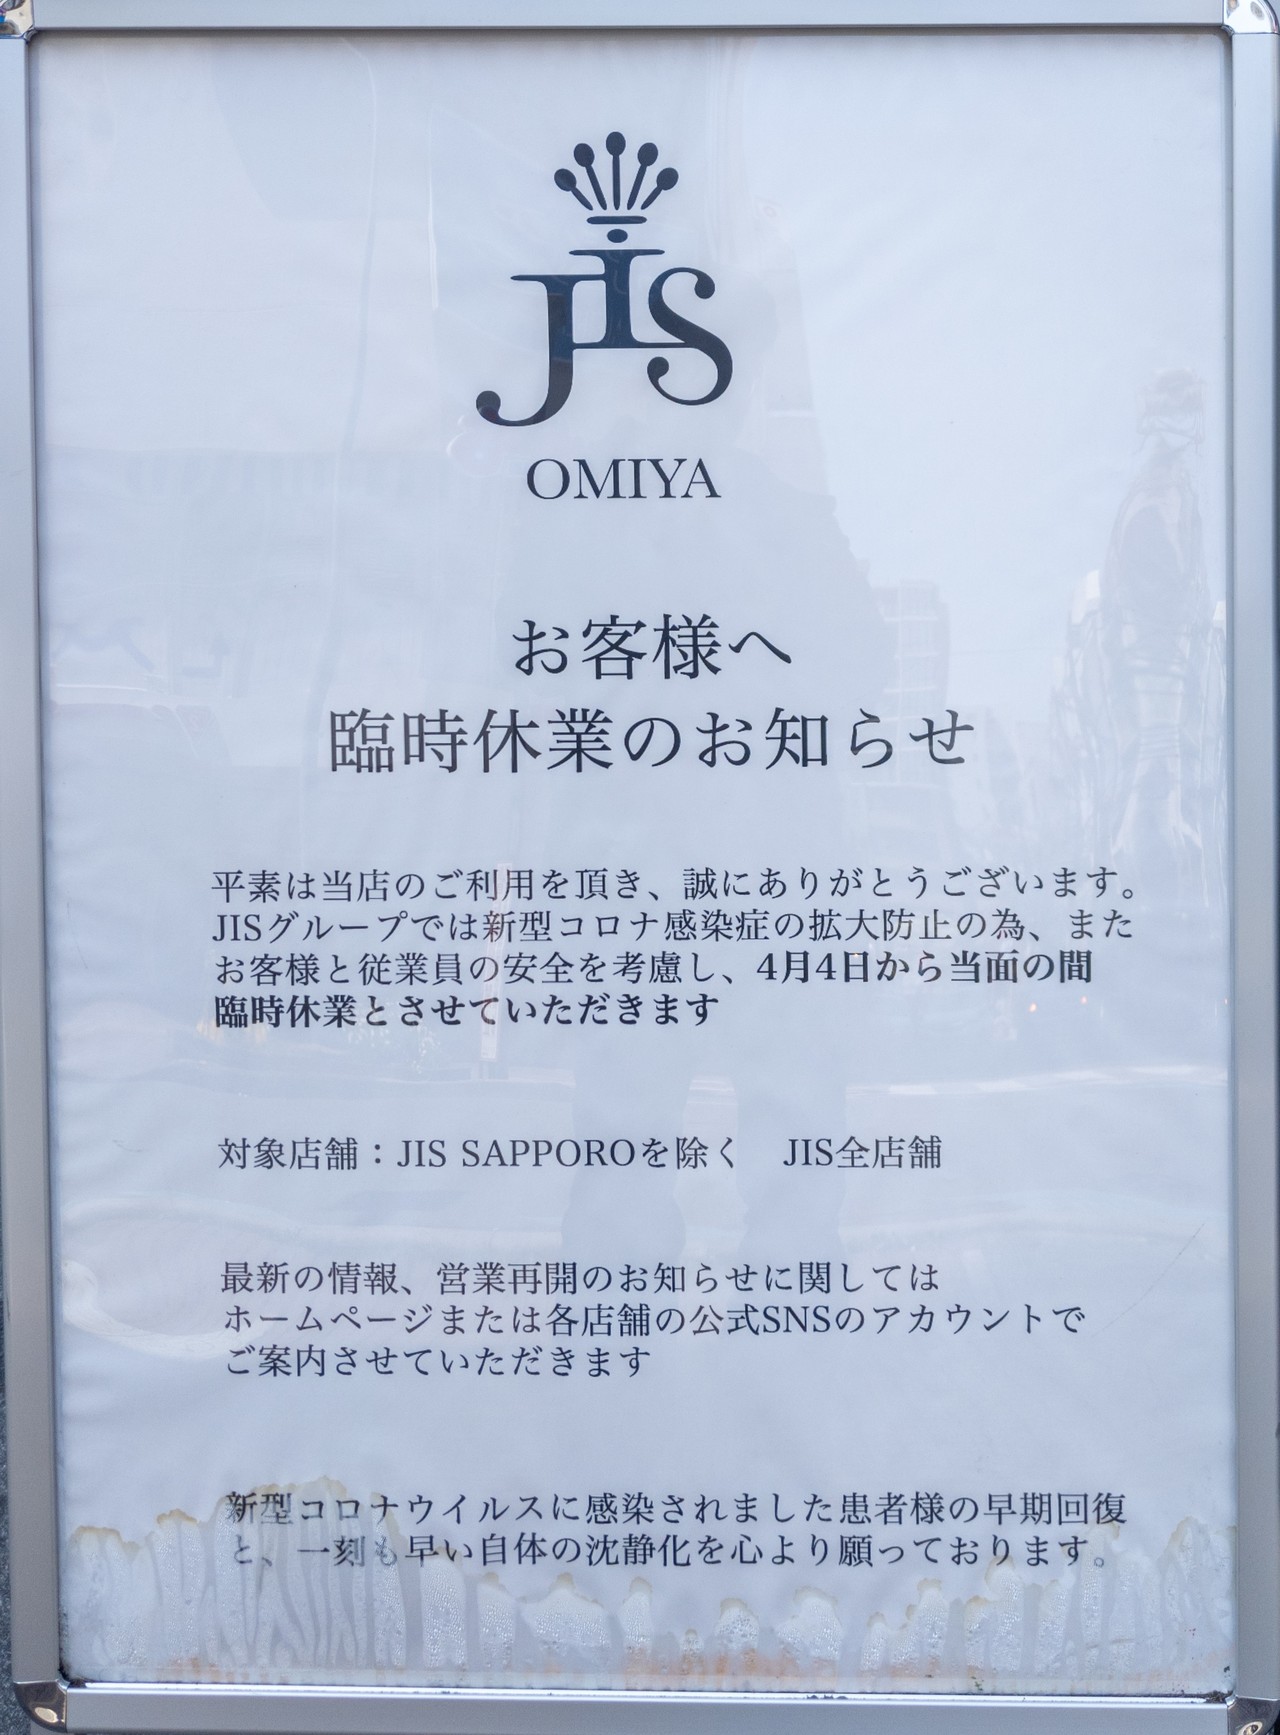 JIS
OMIYA
お客様へ
臨時休業のお知らせ
平素は当店のご利用を頂き、誠にありがとうございます。
JISグループでは新型コロナ感染症の拡大防止の為、また
お客様と従業員の安全を考慮し、4月4日から当面の間
臨時休業とさせていただきます
対象店舗：JIS SAPPOROを除く　JIS全店舗
最新の情報、営業再開のお知らせに関しては
ホームページまたは各店舗の公式SNSのアカウントで
ご案内させていただきます
新型コロナウイルスに感染されました患者様の早期回復
と、一刻も早い自体の沈静化を心より願っております。